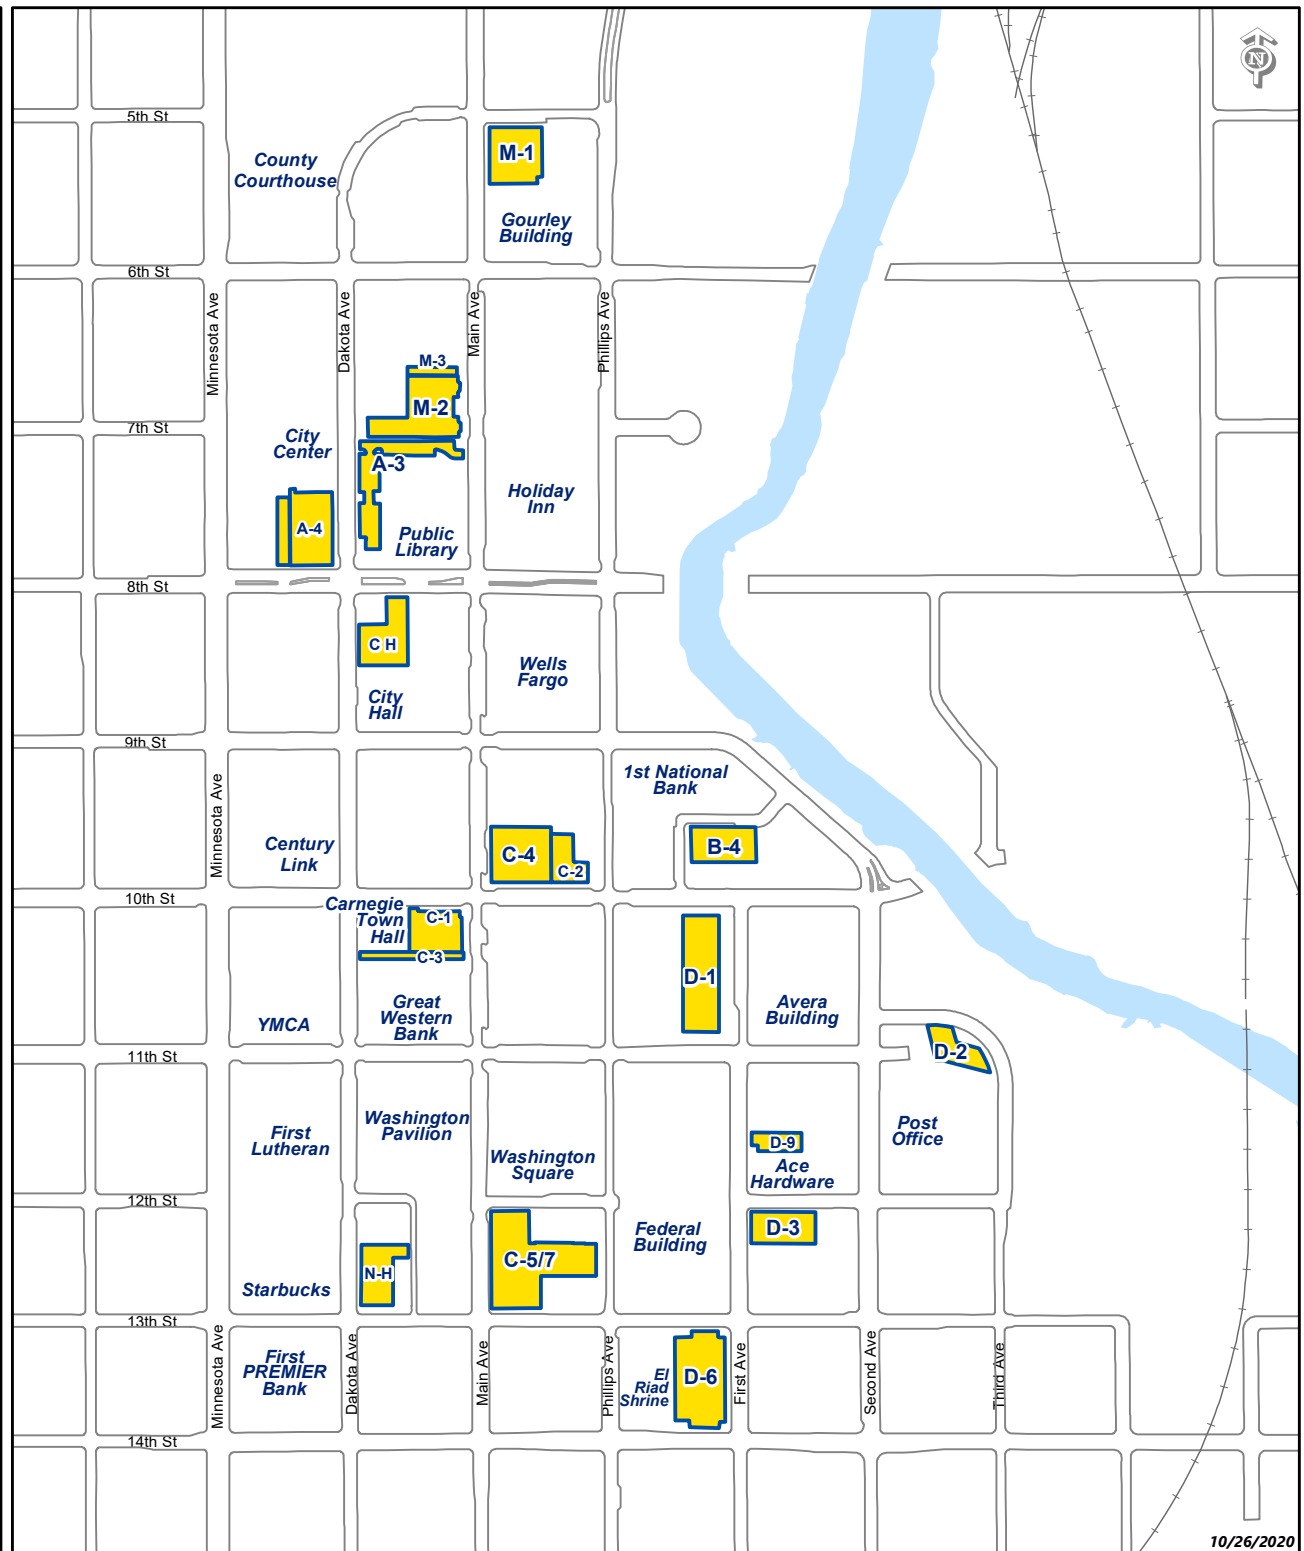 N
5th St
M-1
County
Courthouse
Gourley
Building
6th St
Minnesota Ave
Dakota Ave
Main Ave
Phillips Ave
M-3
M-2
7th St
City
Center
A-3
A-4
Holiday
Inn
Public
Library
8th St
C H
Wells
Fargo
City
Hall
9th St
Minnesota Ave
1st National
Bank
Century
Link
C-4
C-2
B-4
10th St
Carnegie
Town
Hall
C-1
C-3
D-1
YMCA
Great
Western
Bank
Avera
Building
11th St
D-2
First
Lutheran
Washington
Pavilion
Washington
Square
D-9
Ace
Hardware
Post
Office
12th St
D-3
Federal
Building
C-5/7
N-H
Starbucks
13th St
Minnesota Ave
First
PREMIER
Bank
Dakota Ave
Main Ave
Phillips Ave
El
Riad
Shrine
D-6
First Ave
Second Ave
Third Ave
14th St
10/26/2020